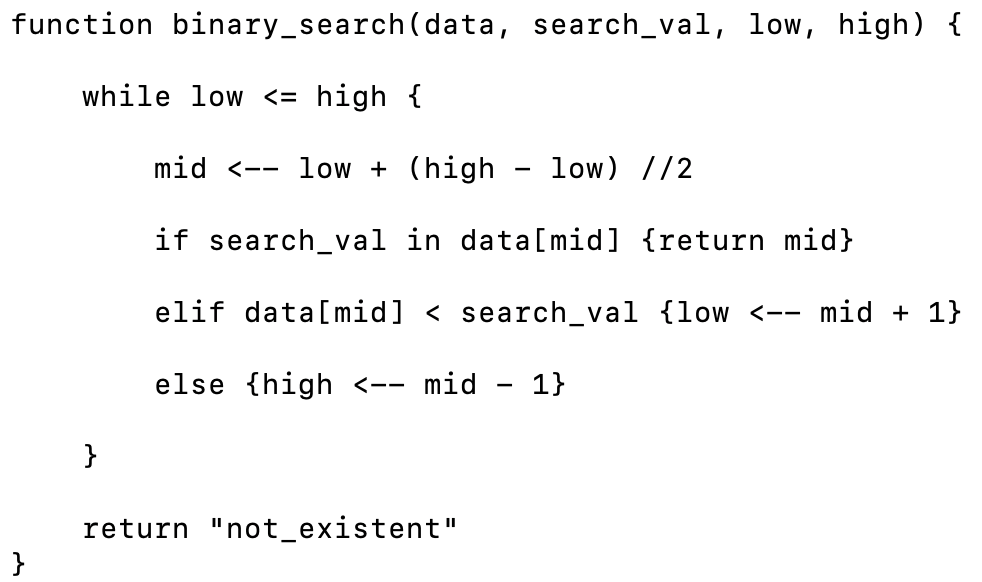 function binary_search(data, search_val, low, high) {
while low <= high {
mid <-- low + (high - low) //2
if search_val in data[mid] {return mid}
elif data[mid] < search_val {low <-- mid + 1}
else {high <-- mid - 1}
}
return "not_existent"
}